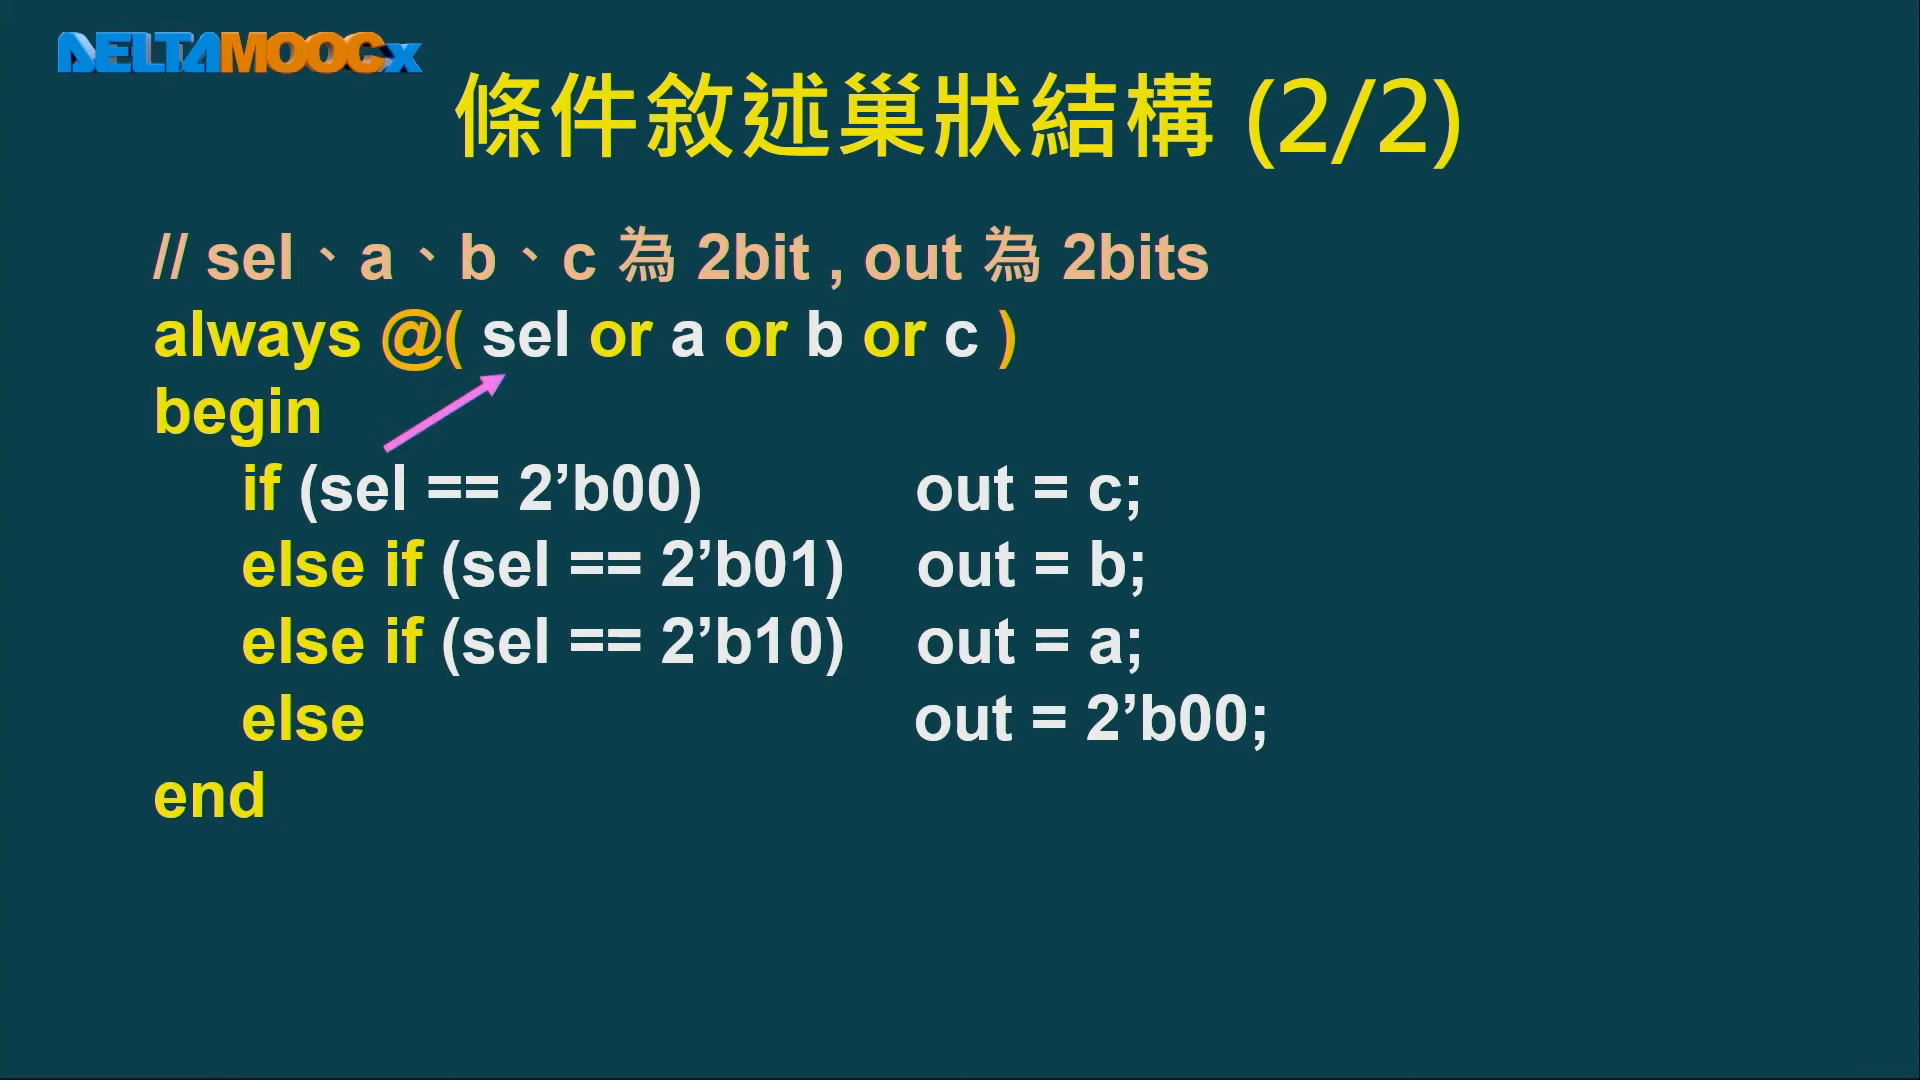 DELTAMOOCx
條件敘述巢狀結構 (2/2)
// sel、a、b、c 為 2bit , out 為 2bits
always @( sel or a or b or c )
begin
if (sel == 2’b00) out = c;
else if (sel == 2’b01) out = b;
else if (sel == 2’b10) out = a;
else out = 2’b00;
end